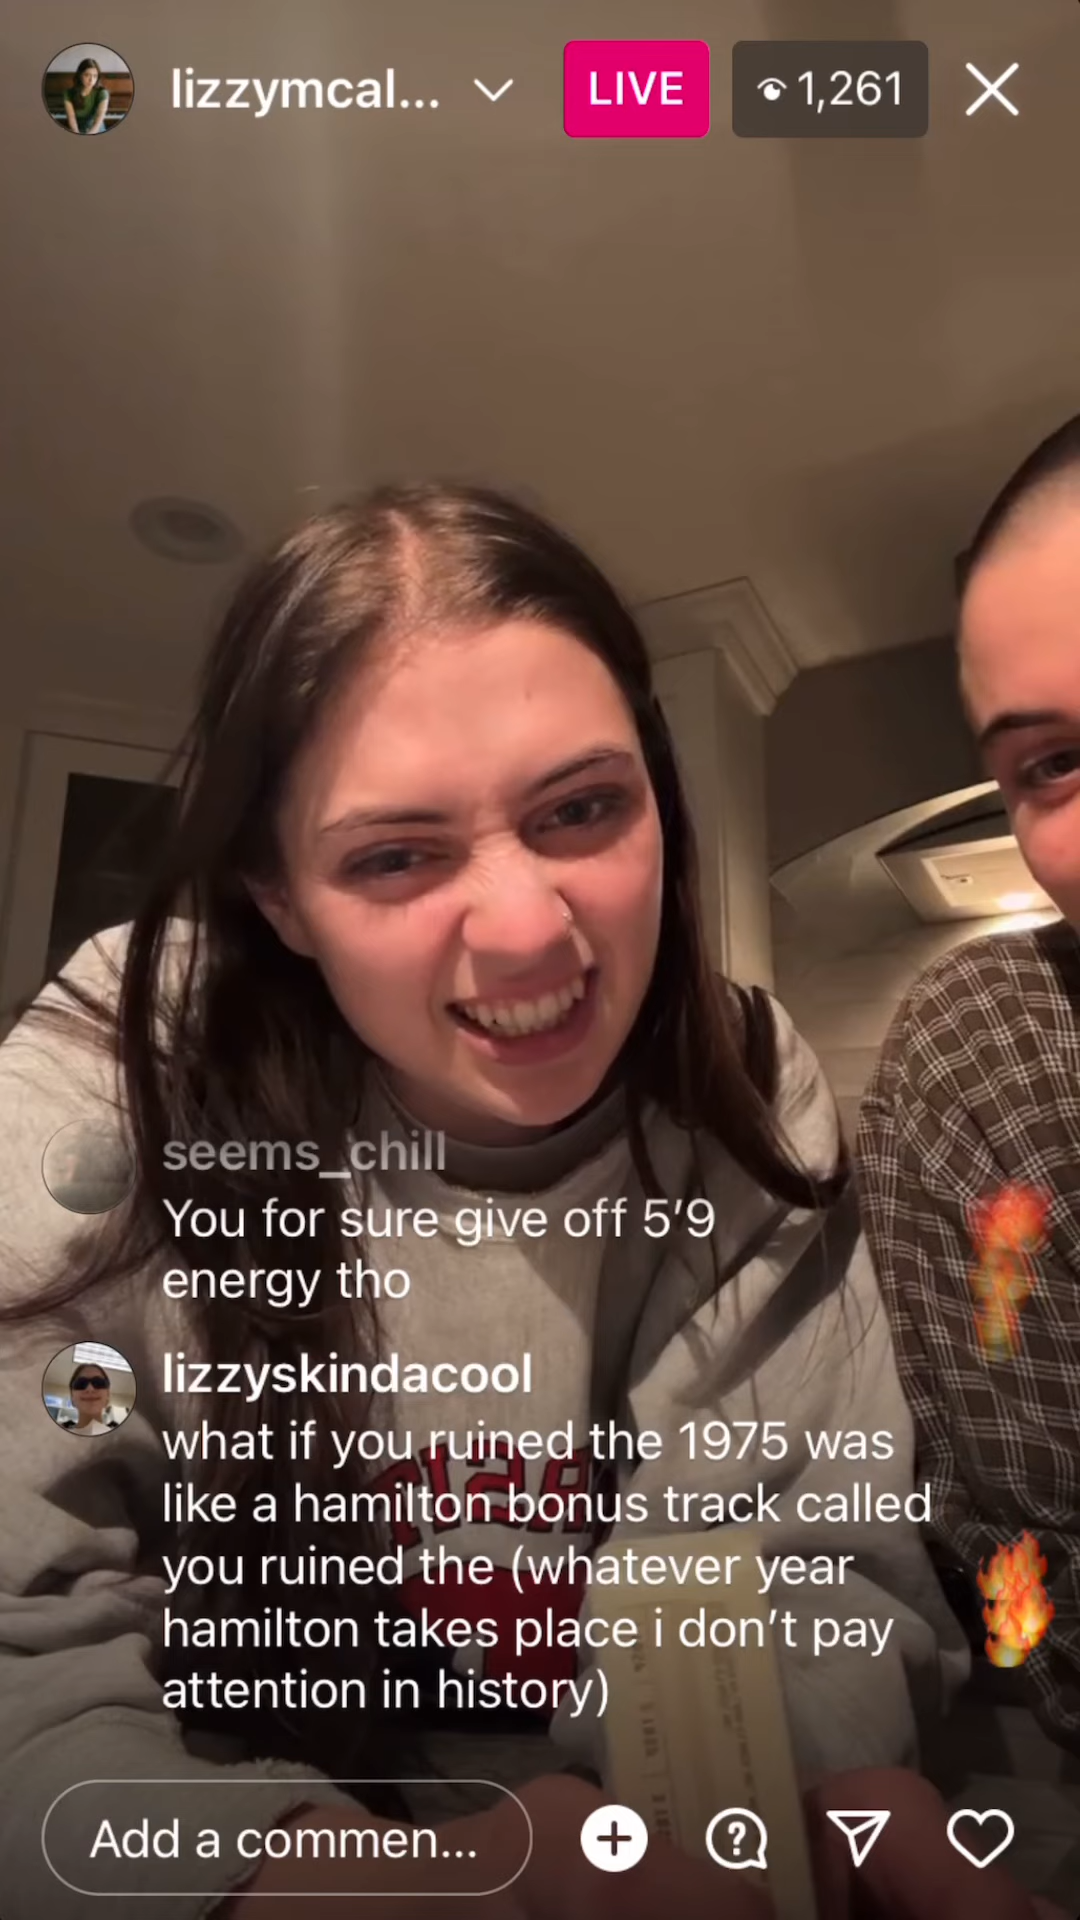 lizzymcal...
LIVE
1,261
seems_chill
You for sure give off 5'9
energy tho
lizzyskindacool
what if you ruined the 1975 was
like a hamilton bonus track called
you ruined the (whatever year
hamilton takes place i don't pay
attention in history)
Add a commen...